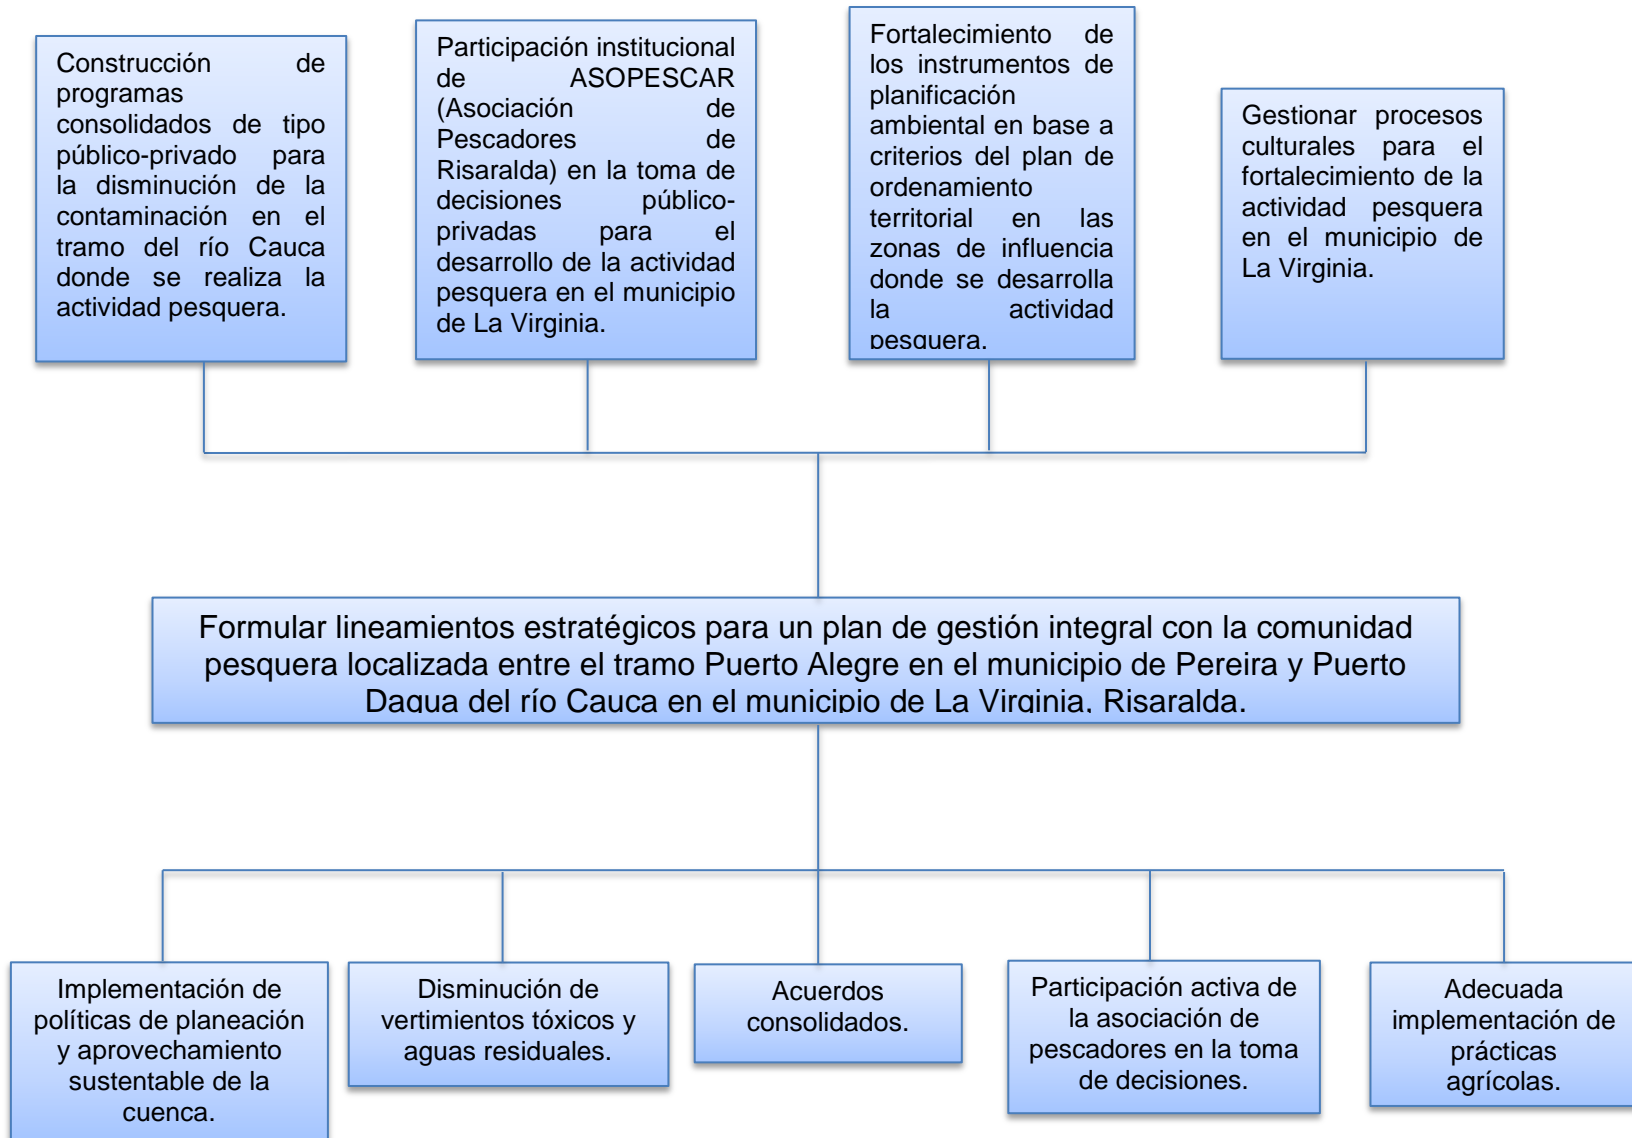 Construcción de
programas
consolidados de tipo
público-privado para
la disminución de la
contaminación en el
tramo del río Cauca
donde se realiza la
actividad pesquera.
Participación institucional
de ASOPESCAR
(Asociación de
Pescadores de
Risaralda) en la toma de
decisiones público-
privadas para el
desarrollo de la actividad
pesquera en el municipio
de La Virginia.
Fortalecimiento de
los instrumentos de
planificación
ambiental en base a
criterios del plan de
ordenamiento
territorial en las
zonas de influencia
donde se desarrolla
la actividad
pesquera.
Gestionar procesos
culturales para el
fortalecimiento de la
actividad pesquera
en el municipio de
La Virginia.
Formular lineamientos estratégicos para un plan de gestión integral con la comunidad
pesquera localizada entre el tramo Puerto Alegre en el municipio de Pereira y Puerto
Dagua del río Cauca en el municipio de La Virginia, Risaralda.
Implementación de
políticas de planeación
y aprovechamiento
sustentable de la
cuenca.
Disminución de
vertimientos tóxicos y
aguas residuales.
Acuerdos
consolidados.
Participación activa de
la asociación de
pescadores en la toma
de decisiones.
Adecuada
implementación de
prácticas
agrícolas.